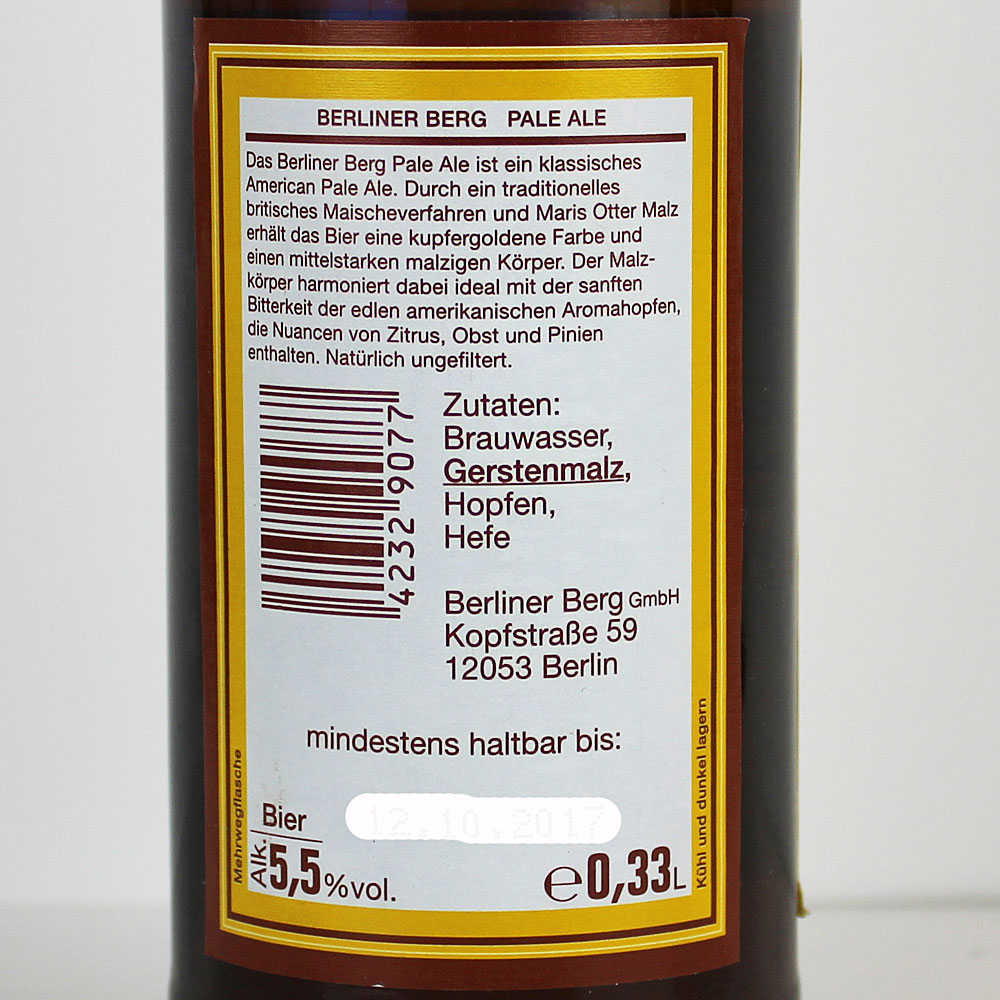 BERLINER BERG PALE ALE
Das Berliner Berg Pale Ale ist ein klassisches
American Pale Ale. Durch ein traditionelles
britisches Maischeverfahren und Maris Otter Malz
erhält das Bier eine kupfergoldene Farbe und
einen mittelstarken malzigen Körper. Der Malz-
körper harmoniert dabei ideal mit der sanften
Bitterkeit der edlen amerikanischen Aromahopfen,
die Nuancen von Zitrus, Obst und Pinien
enthalten. Natürlich ungefiltert.
4232 9077
Zutaten:
Brauwasser,
Gerstenmalz,
Hopfen,
Hefe
Berliner Berg GmbH
Kopfstraße 59
12053 Berlin
mindestens haltbar bis:
12.10.2017
Mehrwegflasche
Bier
Alk. 5,5 %vol.
e 0,33 L
Kühl und dunkel lagern